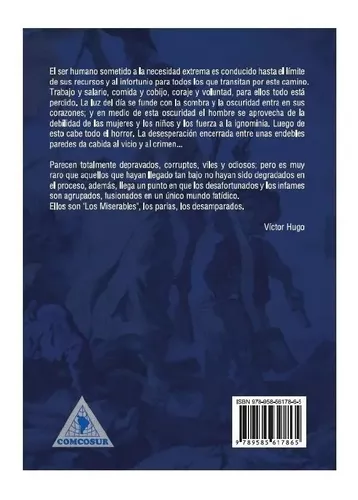 El ser humano sometido a la necesidad extrema es conducido hasta el límite
de sus recursos y al infortunio para todos los que transitan por este camino.
Trabajo y salario, comida y cobijo, coraje y voluntad, para ellos todo está
perdido. La luz del día se funde con la sombra y la oscuridad entra en sus
corazones; y en medio de esta oscuridad el hombre se aprovecha de la
debilidad de las mujeres y los niños y los fuerza a la ignominia. Luego de
esto cabe todo el horror. La desesperación encerrada entre unas endebles
paredes da cabida al vicio y al crimen...
Parecen totalmente depravados, corruptos, viles y odiosos; pero es muy
raro que aquellos que hayan llegado tan bajo no hayan sido degradados en
el proceso, además, llega un punto en que los desafortunados y los infames
son agrupados, fusionados en un único mundo fatídico.
Ellos son "Los Miserables", los parias, los desamparados.
Víctor Hugo
ISBN 978-958-56178-6-5
9 789585 617865
COMCOSUR